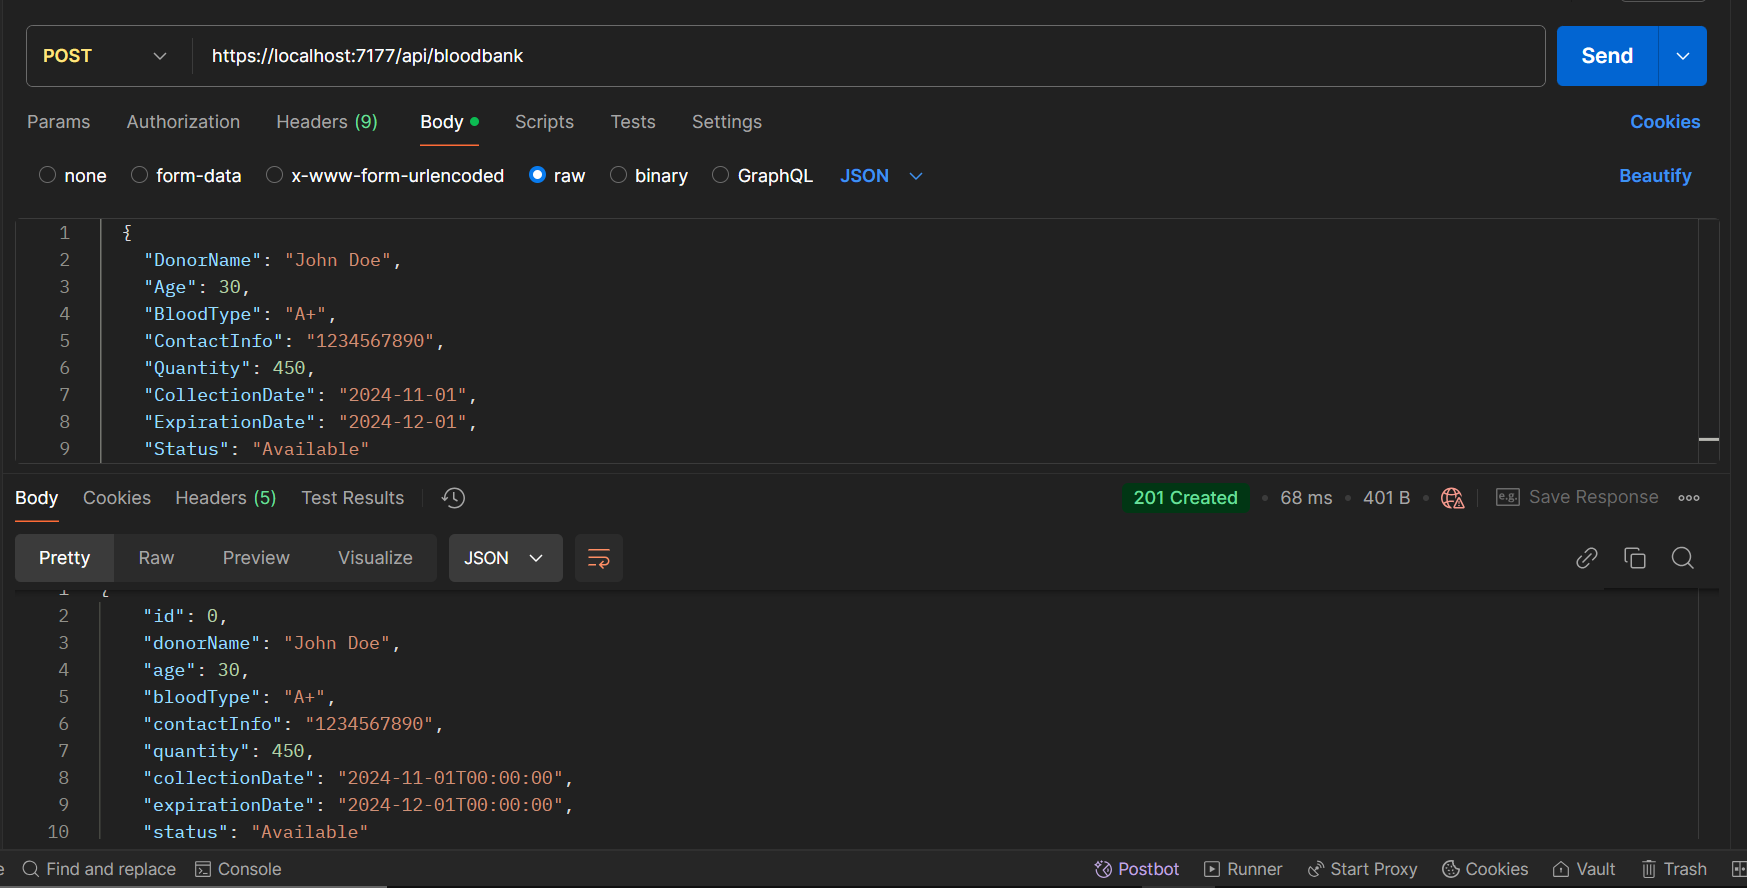 POST https://localhost:7177/api/bloodbank Send
Params Authorization Headers (9) Body Scripts Tests Settings Cookies
none form-data x-www-form-urlencoded raw binary GraphQL JSON Beautify
1 {
2 "DonorName": "John Doe",
3 "Age": 30,
4 "BloodType": "A+",
5 "ContactInfo": "1234567890",
6 "Quantity": 450,
7 "CollectionDate": "2024-11-01",
8 "ExpirationDate": "2024-12-01",
9 "Status": "Available"
Body Cookies Headers (5) Test Results 201 Created 68 ms 401 B e.g. Save Response
Pretty Raw Preview Visualize JSON
1 {
2 "id": 0,
3 "donorName": "John Doe",
4 "age": 30,
5 "bloodType": "A+",
6 "contactInfo": "1234567890",
7 "quantity": 450,
8 "collectionDate": "2024-11-01T00:00:00",
9 "expirationDate": "2024-12-01T00:00:00",
10 "status": "Available"
e Find and replace Console Postbot Runner Start Proxy Cookies Vault Trash